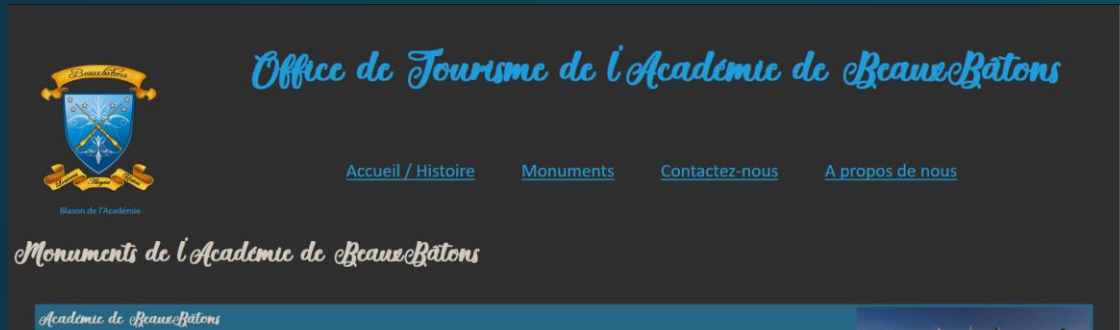 Office de Tourisme de l'Académie de BeauxBâtons
Beauxbâtons
Blason de l'Académie
Accueil / Histoire Monuments Contactez-nous A propos de nous
Monuments de l'Académie de BeauxBâtons
Académie de BeauxBâtons